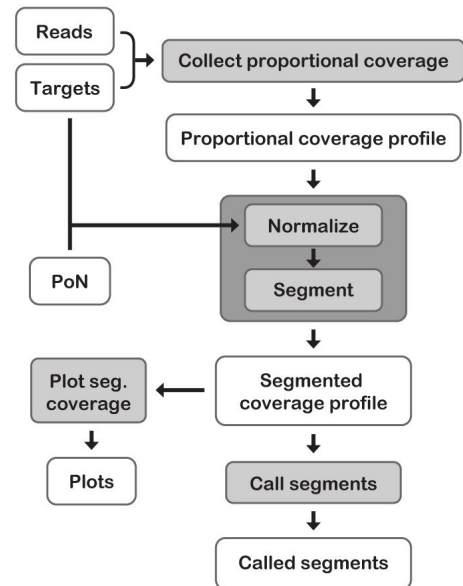 Reads
Targets
Collect proportional coverage
Proportional coverage profile
Normalize
PoN
Segment
Plot seg.
coverage
Segmented
coverage profile
Plots
Call segments
Called segments